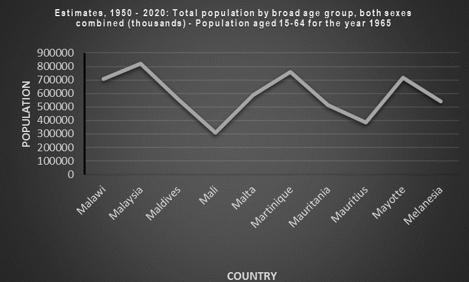 Estimates, 1950 - 2020: Total population by broad age group, both sexes
combined (thousands) - Population aged 15-64 for the year 1965
900000
800000
700000
600000
500000
400000
300000
200000
100000
0
POPULATION
Malawi
Malaysia
Maldives
Mali
Malta
Martinique
Mauritania
Mauritius
Mayotte
Melanesia
COUNTRY